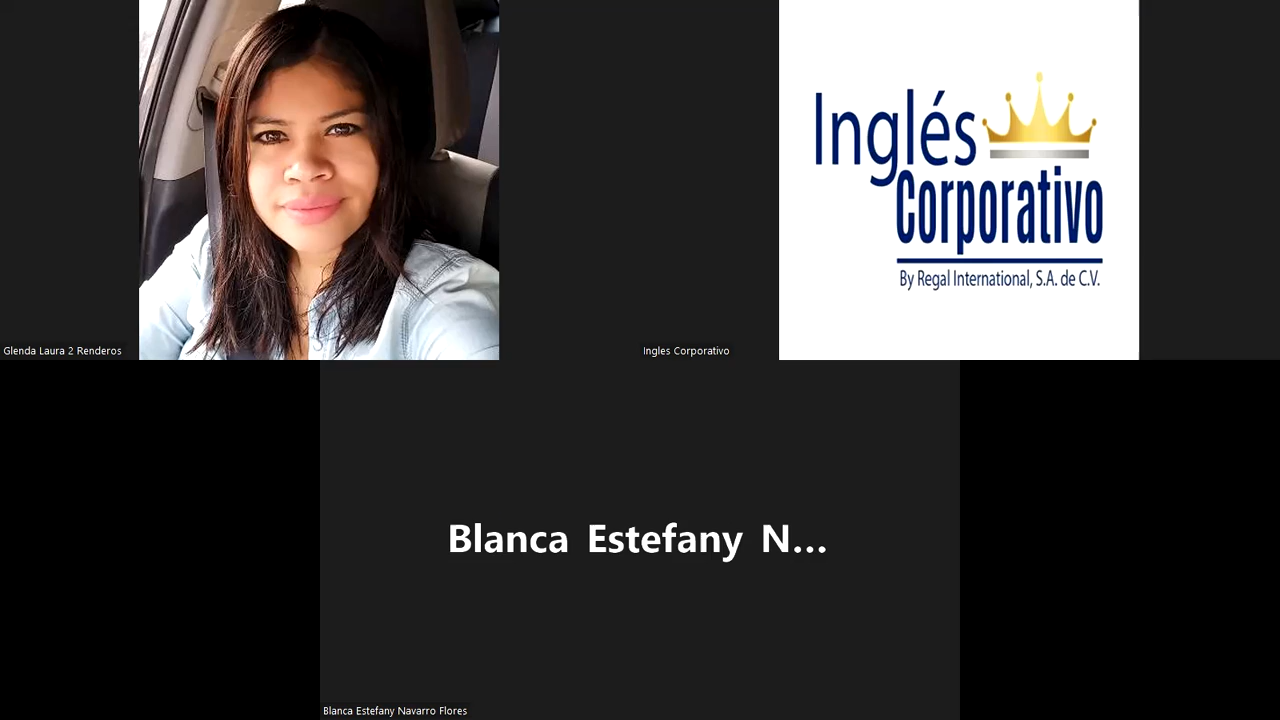 Inglés
Corporativo
By Regal International, S.A. de C.V.
Glenda Laura 2 Renderos
Ingles Corporativo
Blanca Estefany N...
Blanca Estefany Navarro Flores